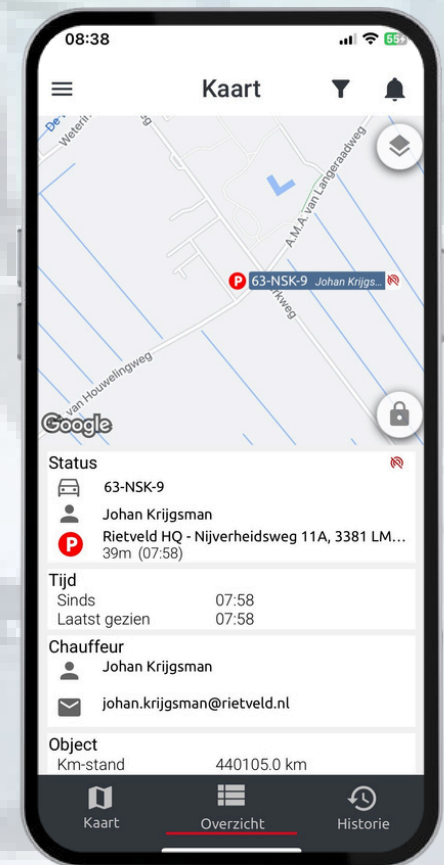 08:38
55
Kaart
Weterin
A.M.A. van Langeraadweg
63-NSK-9 Johan Krijgs...
van Houwelingweg
Google
Status
63-NSK-9
Johan Krijgsman
P
Rietveld HQ - Nijverheidsweg 11A, 3381 LM...
39m (07:58)
Tijd
Sinds 07:58
Laatst gezien 07:58
Chauffeur
Johan Krijgsman
johan.krijgsman@rietveld.nl
Object
Km-stand 440105.0 km
Kaart Overzicht Historie